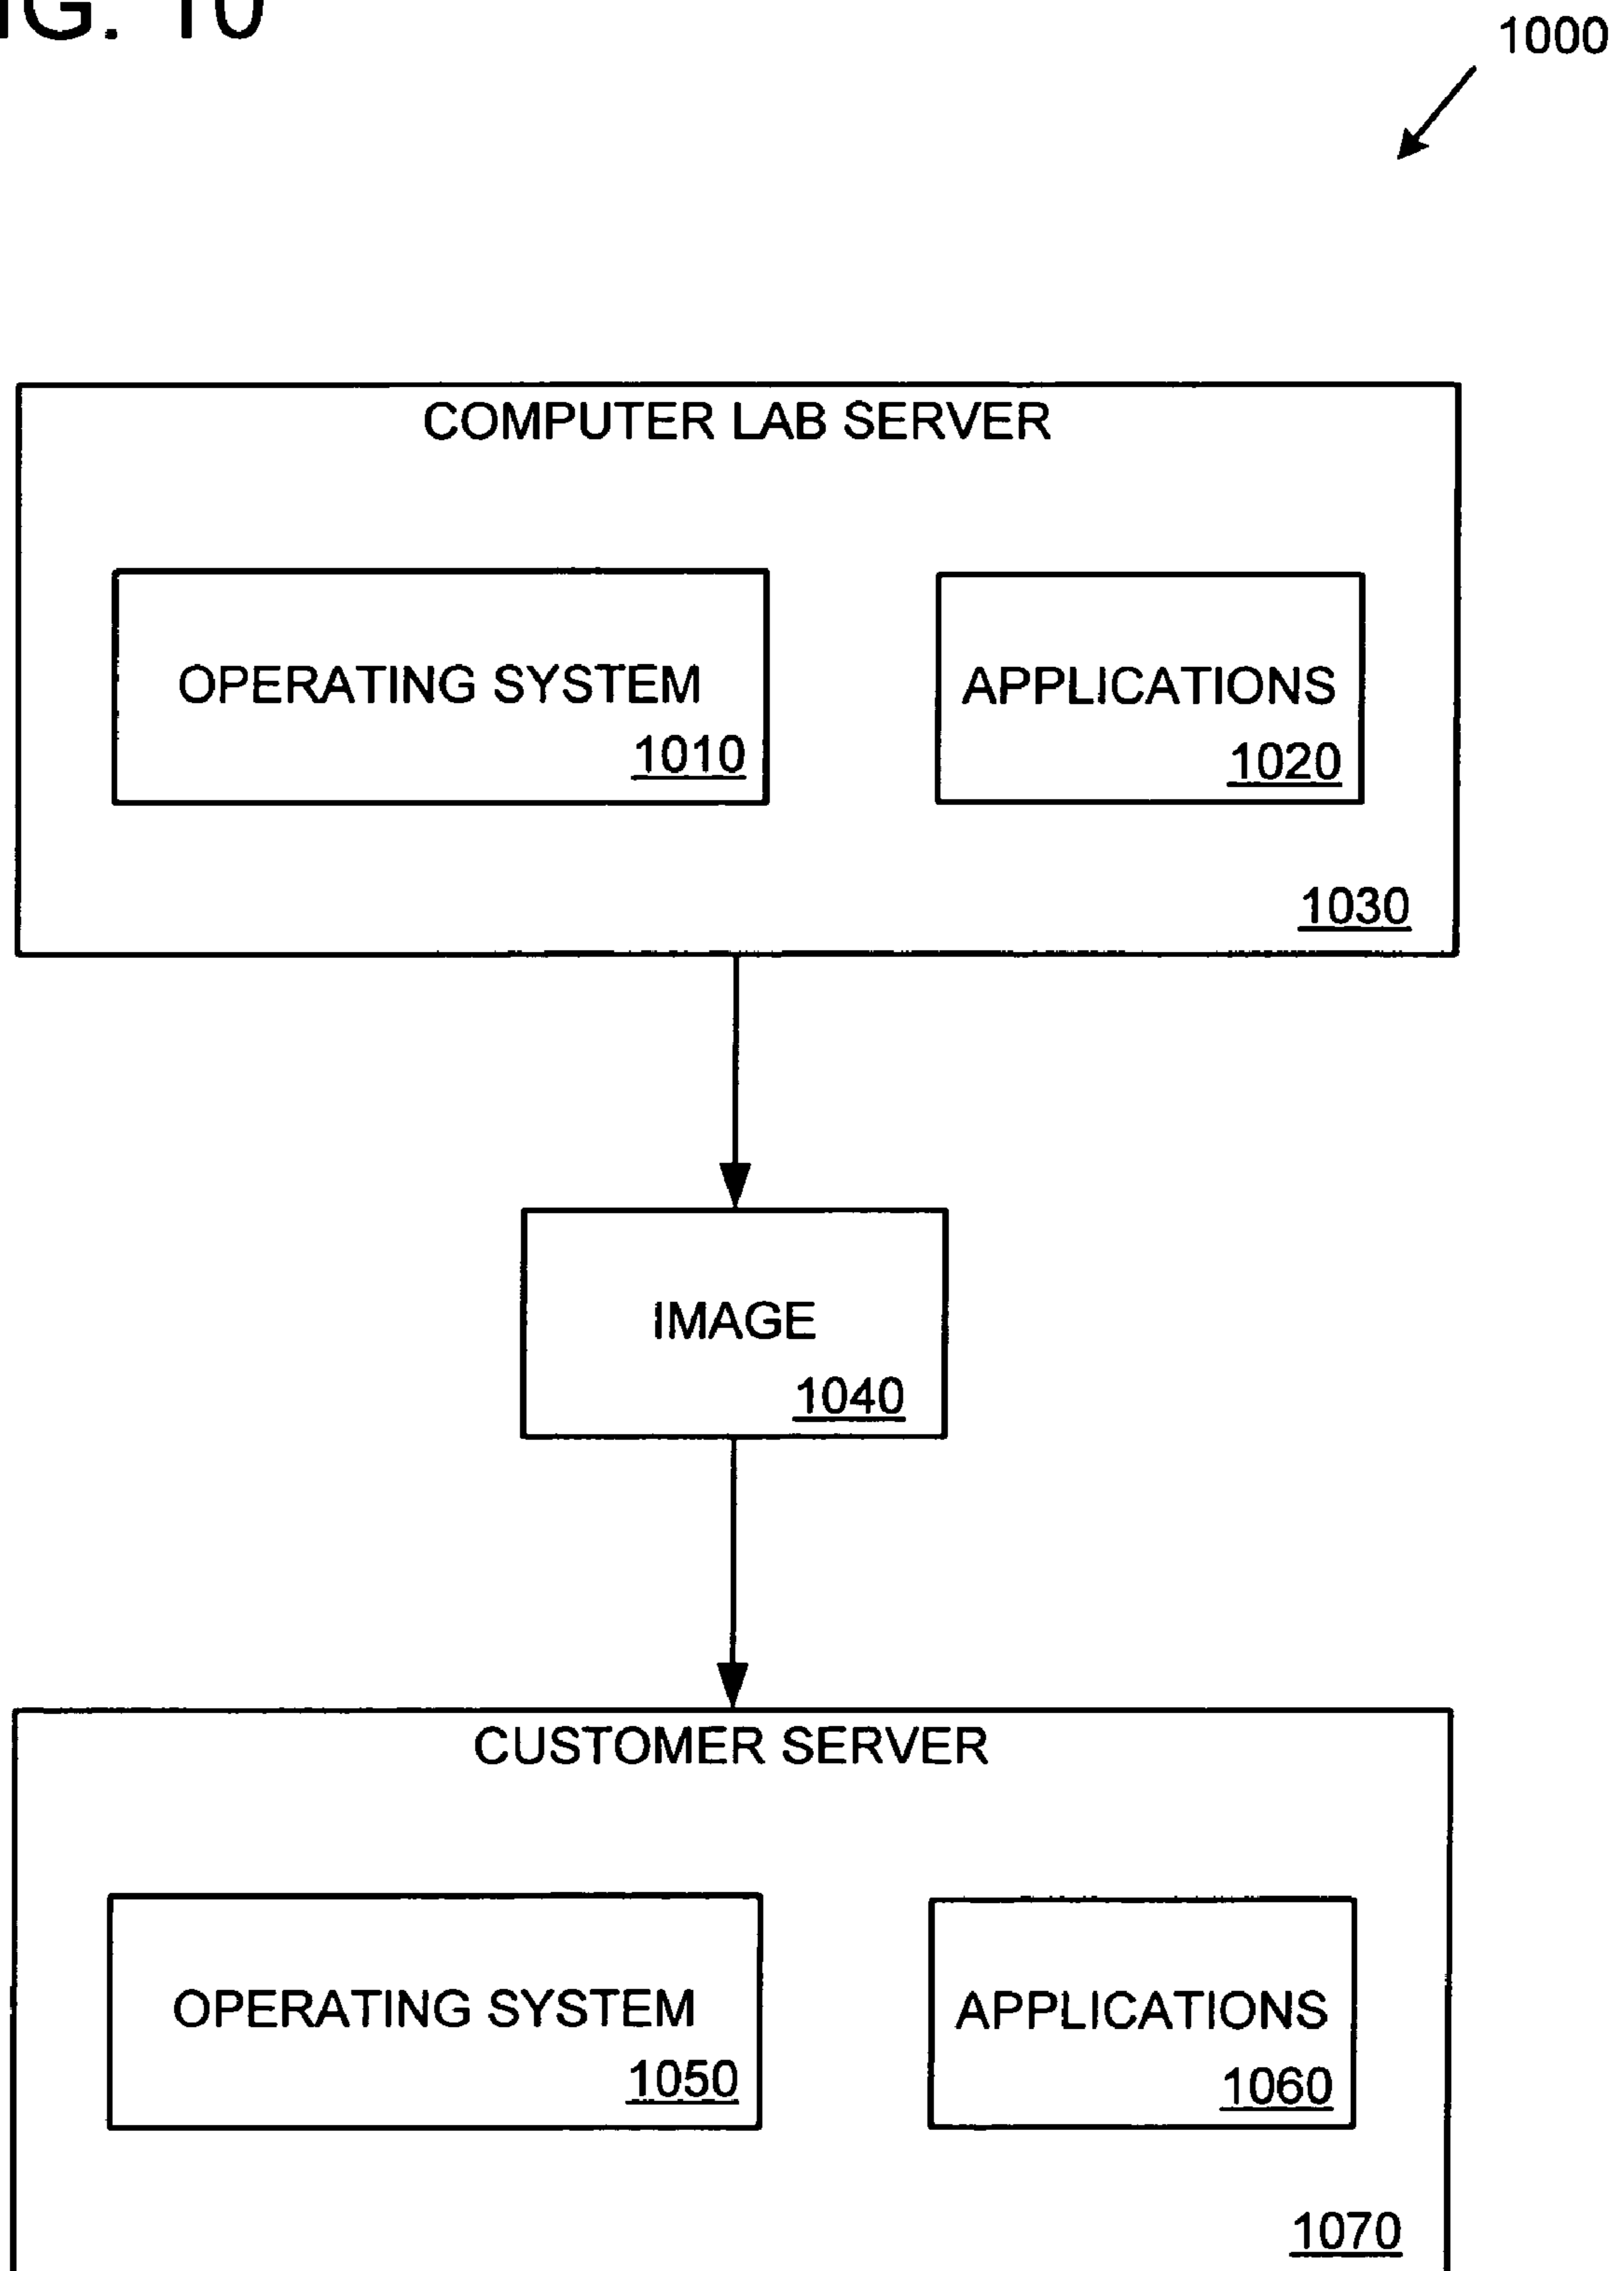 FIG. 10
1000
COMPUTER LAB SERVER
OPERATING SYSTEM
1010
APPLICATIONS
1020
1030
IMAGE
1040
CUSTOMER SERVER
OPERATING SYSTEM
1050
APPLICATIONS
1060
1070